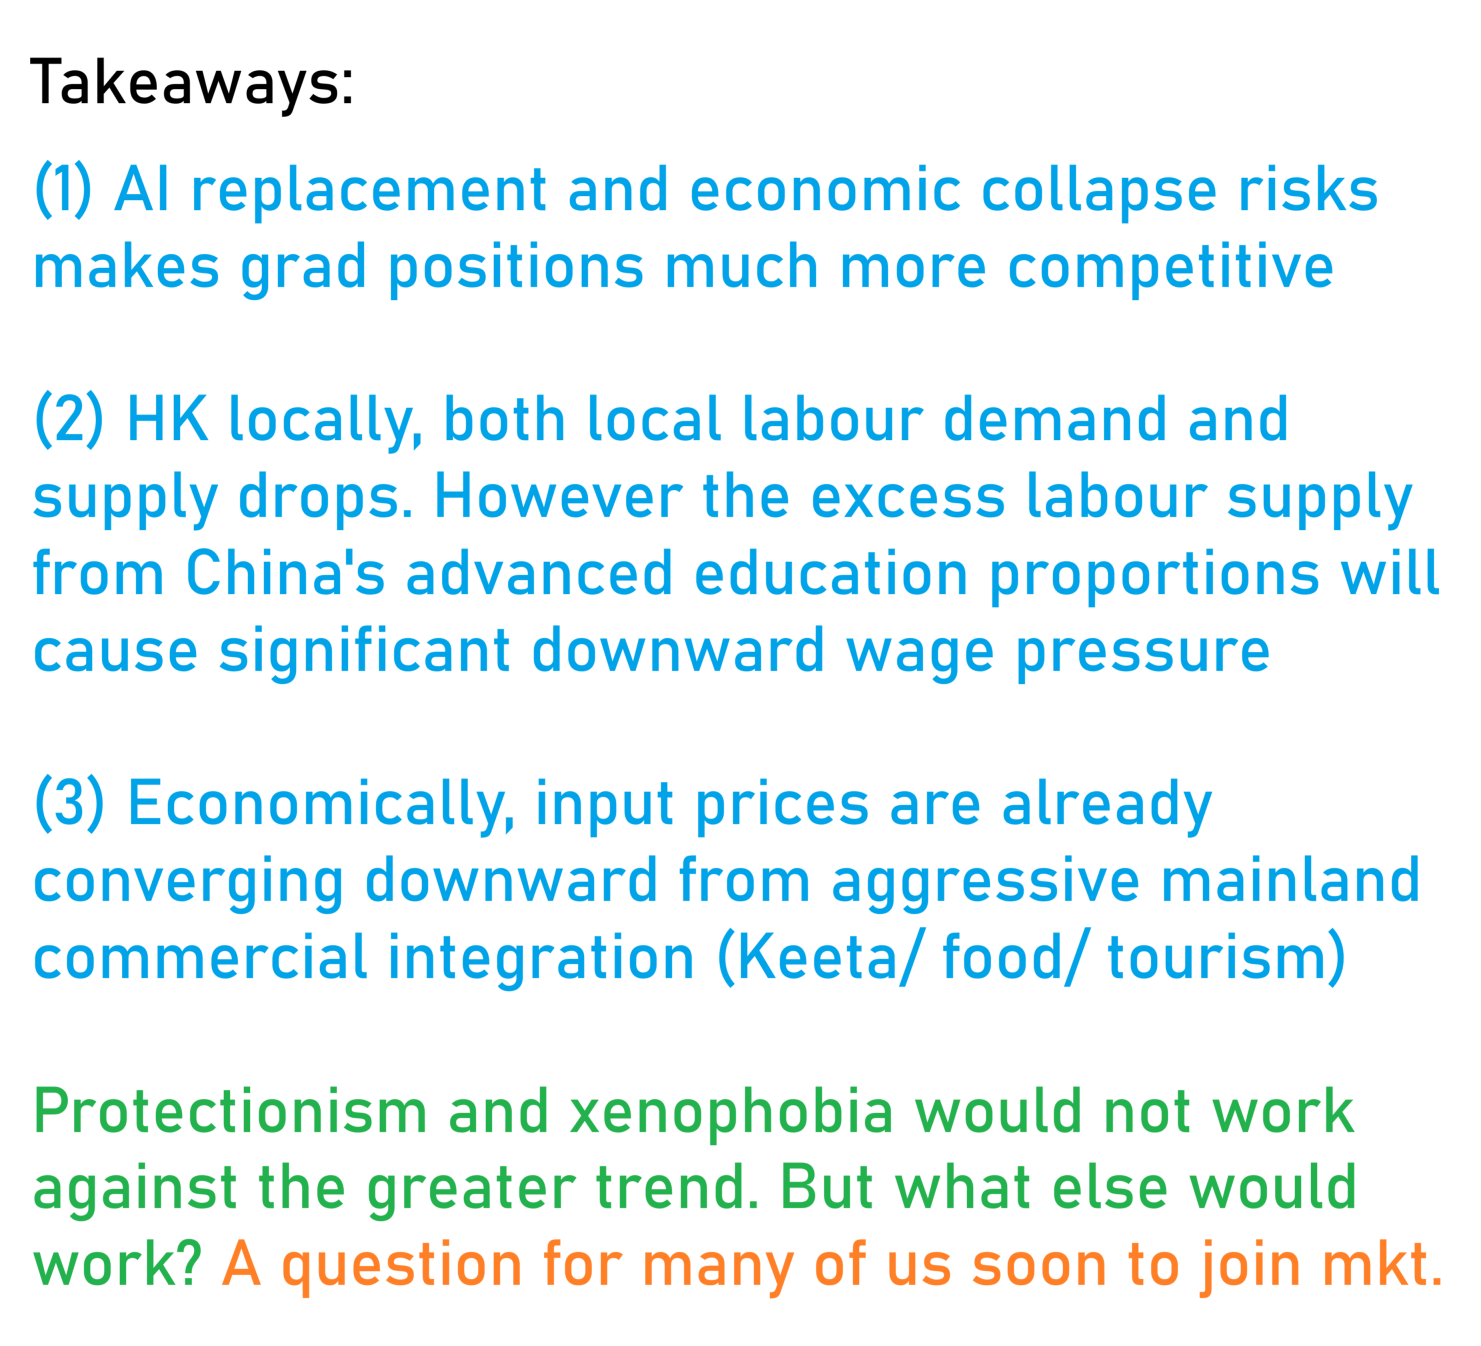 Takeaways:
(1) AI replacement and economic collapse risks
makes grad positions much more competitive
(2) HK locally, both local labour demand and
supply drops. However the excess labour supply
from China's advanced education proportions will
cause significant downward wage pressure
(3) Economically, input prices are already
converging downward from aggressive mainland
commercial integration (Keeta/ food/ tourism)
Protectionism and xenophobia would not work
against the greater trend. But what else would
work? A question for many of us soon to join mkt.